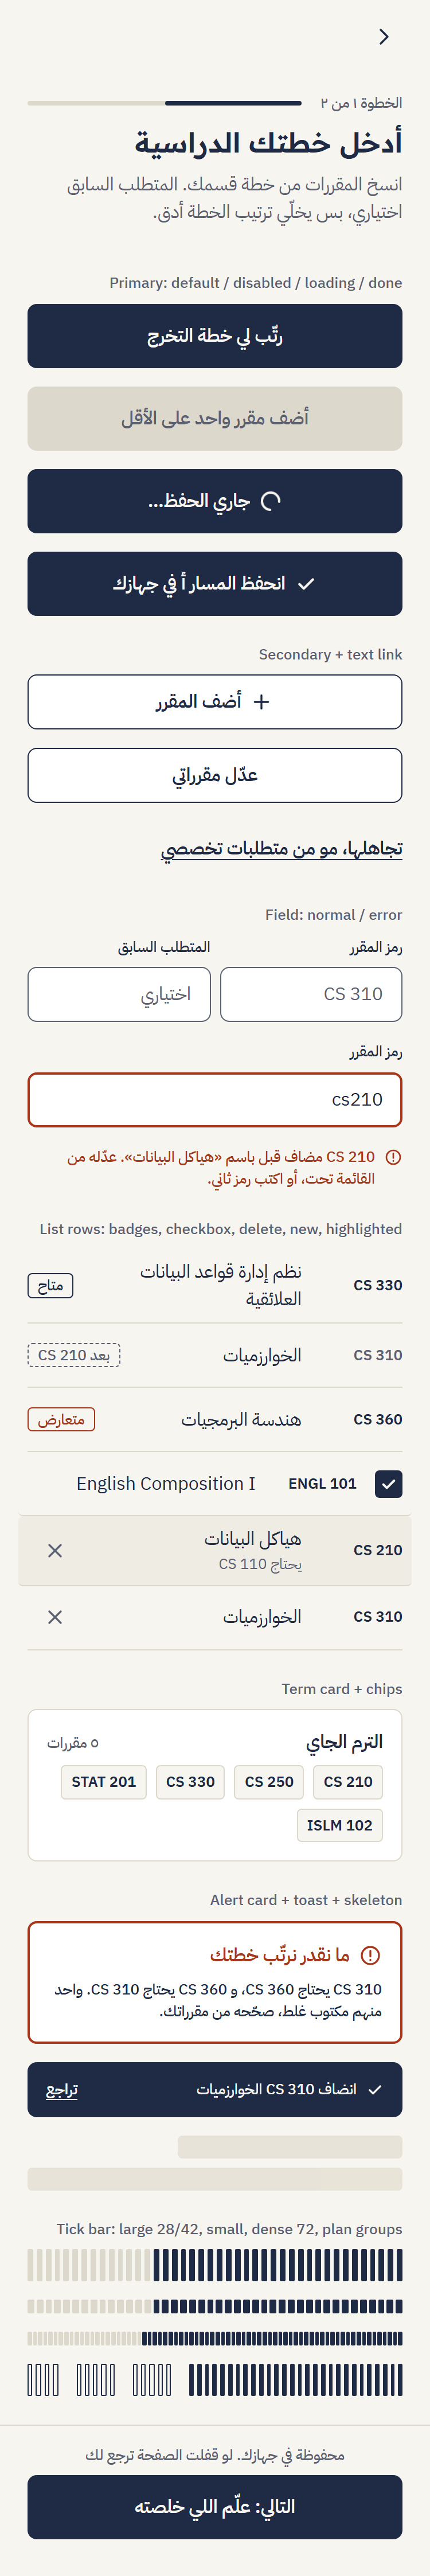 الخطوة ١ من ٢
أدخل خطتك الدراسية
انسخ المقررات من خطة قسمك. المتطلب السابق
اختياري، بس يخلّي ترتيب الخطة أدق.
Primary: default / disabled / loading / done
رتّب لي خطة التخرج
أضف مقرر واحد على الأقل
جاري الحفظ...
انحفظ المسار أ في جهازك
Secondary + text link
أضف المقرر
عدّل مقرراتي
تجاهلها، مو من متطلبات تخصصي
Field: normal / error
رمز المقرر
المتطلب السابق
CS 310
اختياري
رمز المقرر
cs210
CS 210 مضاف قبل باسم «هياكل البيانات». عدّله من
القائمة تحت، أو اكتب رمز ثاني.
List rows: badges, checkbox, delete, new, highlighted
CS 330
نظم إدارة قواعد البيانات
العلائقية
متاح
CS 310
الخوارزميات
بعد CS 210
CS 360
هندسة البرمجيات
متعارض
ENGL 101
English Composition I
CS 210
هياكل البيانات
يحتاج CS 110
CS 310
الخوارزميات
Term card + chips
الترم الجاي
٥ مقررات
CS 210
CS 250
CS 330
STAT 201
ISLM 102
Alert card + toast + skeleton
ما نقدر نرتّب خطتك
CS 310 يحتاج CS 360، و CS 360 يحتاج CS 310. واحد
منهم مكتوب غلط، صحّحه من مقرراتك.
انضاف CS 310 الخوارزميات
تراجع
Tick bar: large 28/42, small, dense 72, plan groups
محفوظة في جهازك. لو قفلت الصفحة ترجع لك
التالي: علّم اللي خلصته